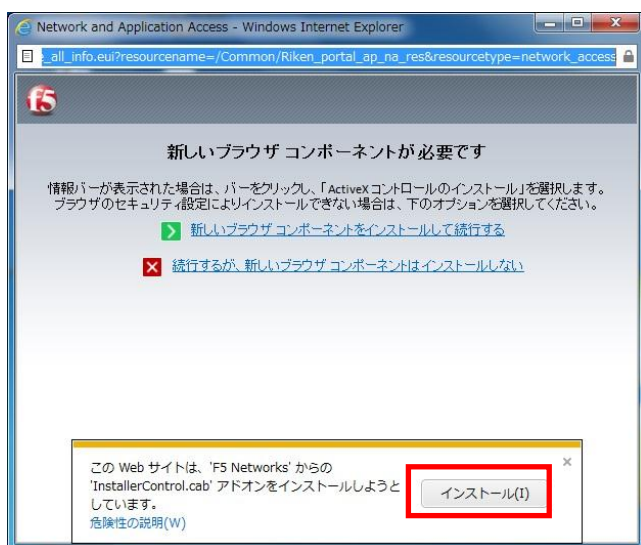 Network and Application Access - Windows Internet Explorer
_all_info.eui?resourcename=/Common/Riken_portal_ap_na_res&resourcetype=network_access
f5
新しいブラウザ コンポーネントが必要です
情報バーが表示された場合は、バーをクリックし、「ActiveX コントロールのインストール」を選択します。
ブラウザのセキュリティ設定によりインストールできない場合は、下のオプションを選択してください。
新しいブラウザ コンポーネントをインストールして続行する
続行するが、新しいブラウザ コンポーネントはインストールしない
この Web サイトは、'F5 Networks' からの
'InstallerControl.cab' アドオンをインストールしようと
しています。
危険性の説明(W)
インストール(I)